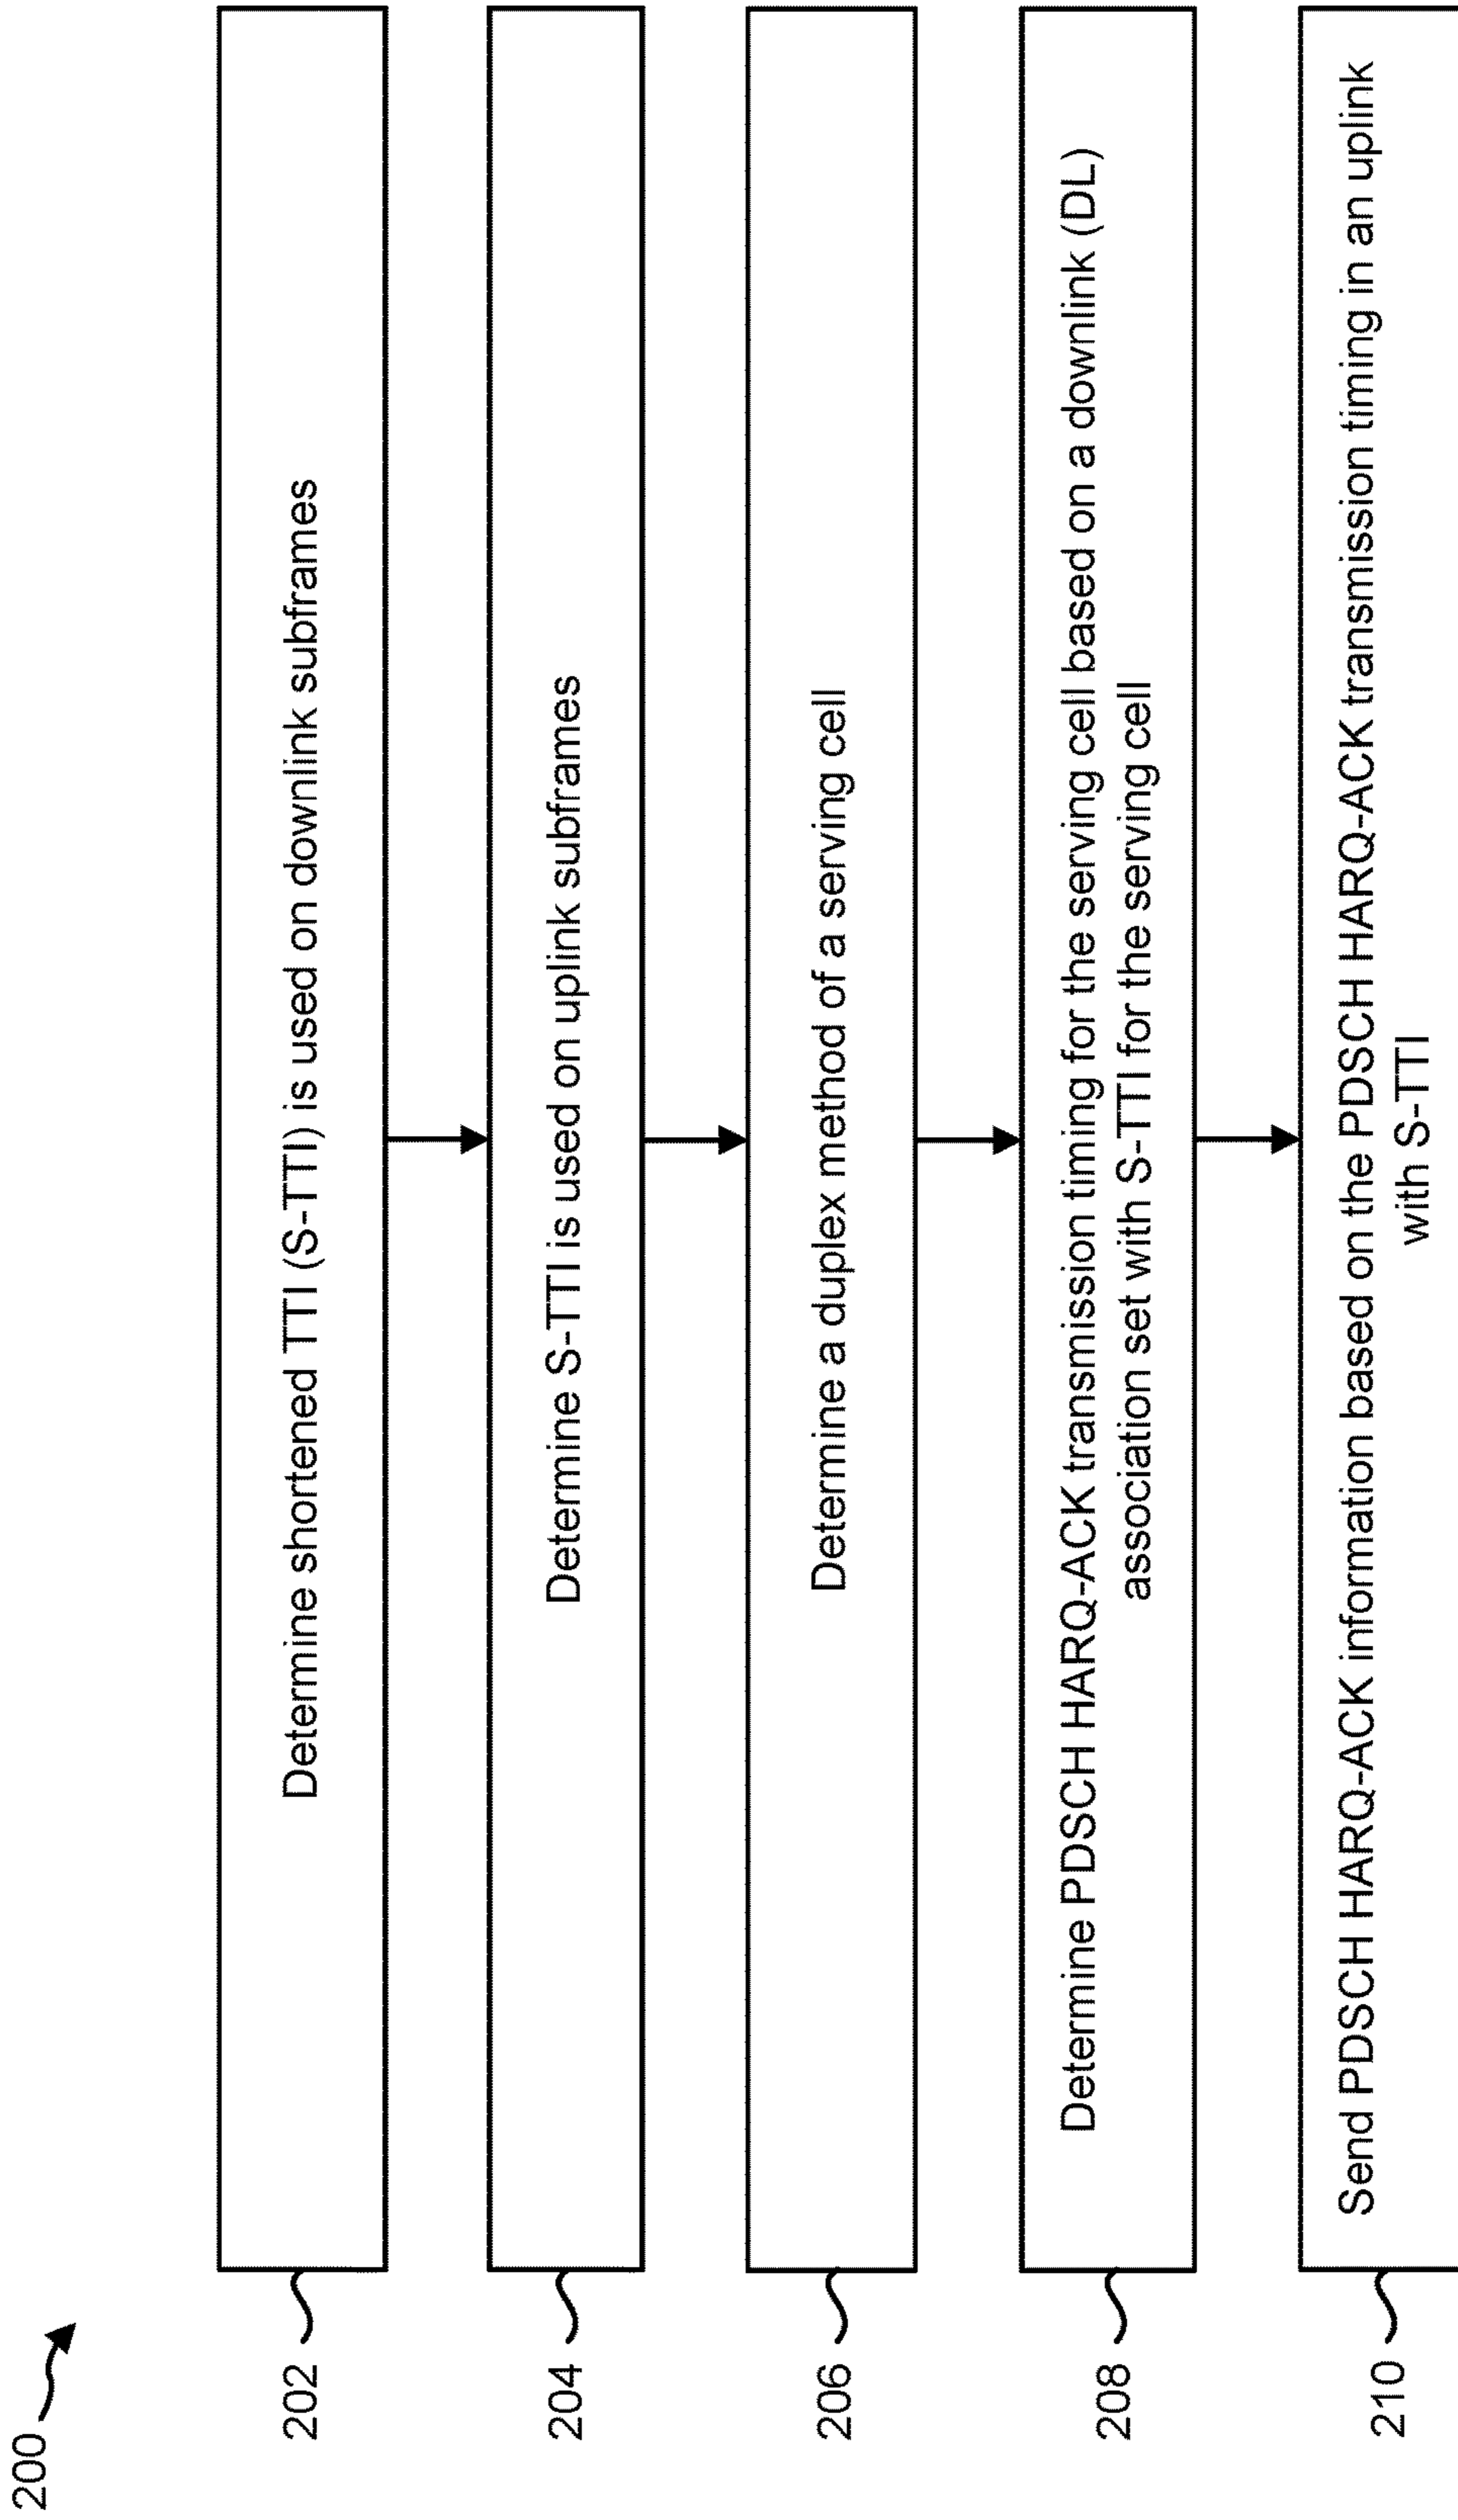 200
202
Determine shortened TTI (S-TTI) is used on downlink subframes
204
Determine S-TTI is used on uplink subframes
206
Determine a duplex method of a serving cell
208
Determine PDSCH HARQ-ACK transmission timing for the serving cell based on a downlink (DL)
association set with S-TTI for the serving cell
210
Send PDSCH HARQ-ACK information based on the PDSCH HARQ-ACK transmission timing in an uplink
with S-TTI